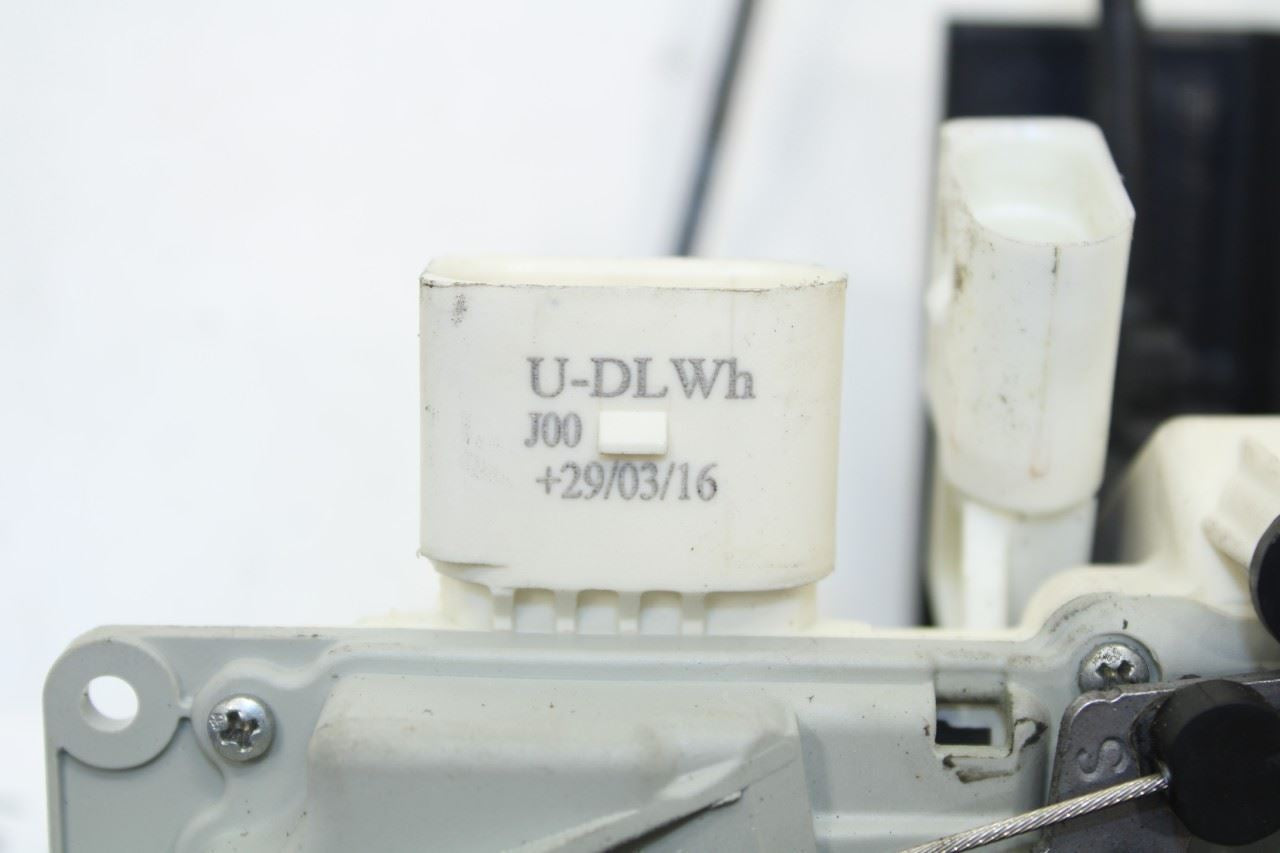 U-DLWh
J00
+29/03/16
S